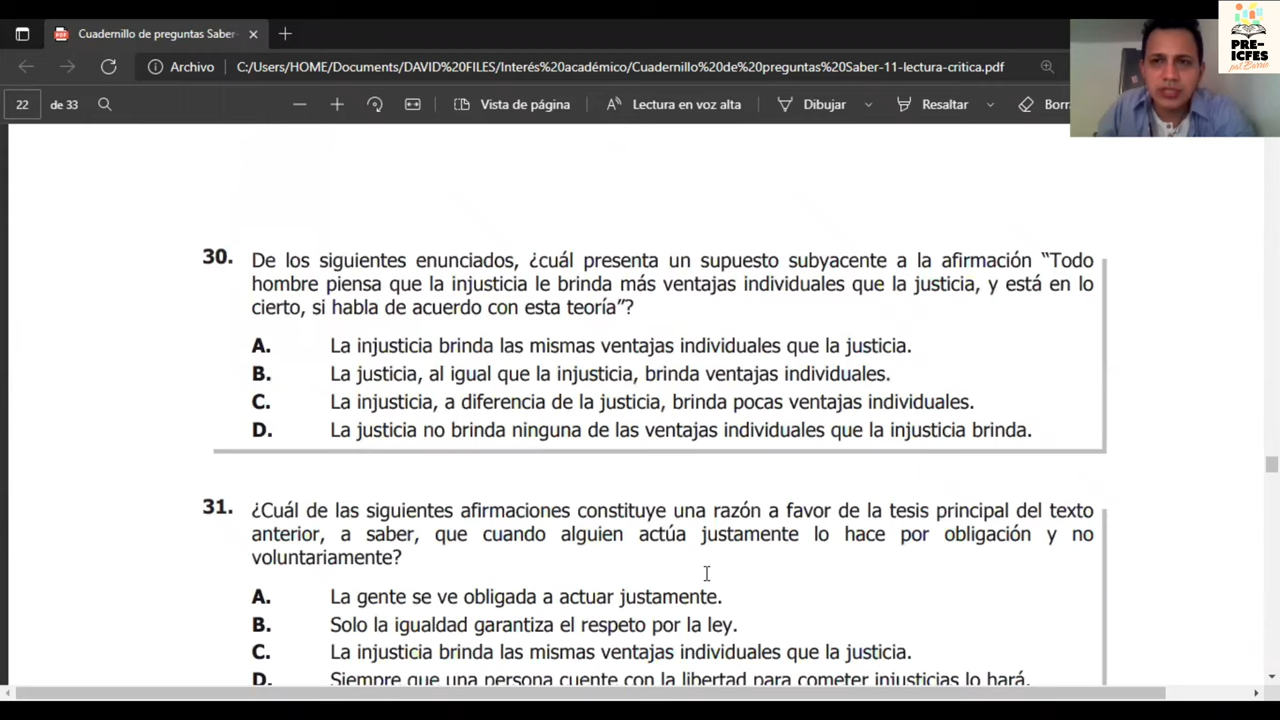 Cuadernillo de preguntas Saber-
Archivo
C:/Users/HOME/Documents/DAVID%20FILES/Interés%20académico/Cuadernillo%20de%20preguntas%20Saber-11-lectura-critica.pdf
22 de 33
Vista de página
Lectura en voz alta
Dibujar
Resaltar
Borra
PRE-
ICFES
pal Barrio
30. De los siguientes enunciados, ¿cuál presenta un supuesto subyacente a la afirmación “Todo
hombre piensa que la injusticia le brinda más ventajas individuales que la justicia, y está en lo
cierto, si habla de acuerdo con esta teoría”?
A. La injusticia brinda las mismas ventajas individuales que la justicia.
B. La justicia, al igual que la injusticia, brinda ventajas individuales.
C. La injusticia, a diferencia de la justicia, brinda pocas ventajas individuales.
D. La justicia no brinda ninguna de las ventajas individuales que la injusticia brinda.
31. ¿Cuál de las siguientes afirmaciones constituye una razón a favor de la tesis principal del texto
anterior, a saber, que cuando alguien actúa justamente lo hace por obligación y no
voluntariamente?
A. La gente se ve obligada a actuar justamente.
B. Solo la igualdad garantiza el respeto por la ley.
C. La injusticia brinda las mismas ventajas individuales que la justicia.
D. Siempre que una persona cuente con la libertad para cometer injusticias lo hará.